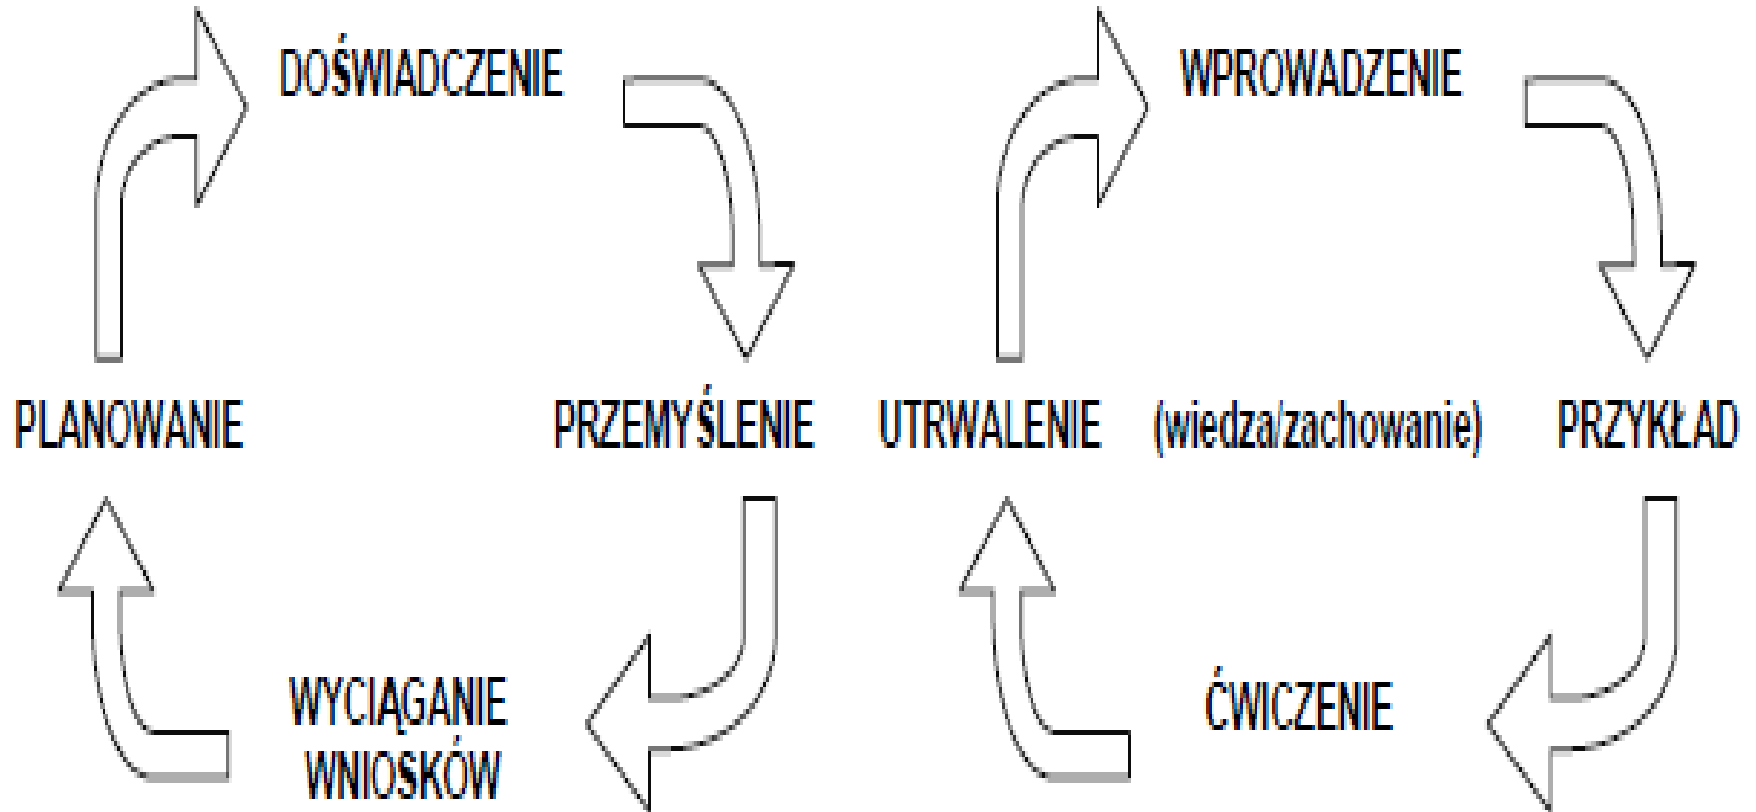 DOŚWIADCZENIE
PLANOWANIE
PRZEMYŚLENIE
WYCIĄGANIE
WNIOSKÓW
WPROWADZENIE
UTRWALENIE
(wiedza/zachowanie)
PRZYKŁAD
ĆWICZENIE